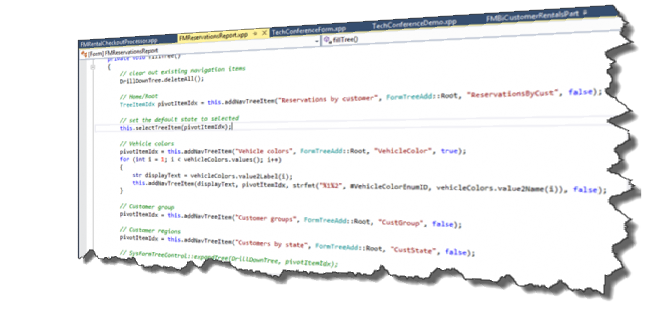 FMRentalCheckoutProcessor.xpp FMReservationsReport.xpp TechConferenceForm.xpp TechConferenceDemo.xpp FMBiCustomerRentalsPart
[Form] FMReservationsReport fillTree()
private void fillTree()
{
// clear out existing navigation items
DrillDownTree.deleteAll();
// Home/Root
TreeItemIdx pivotItemIdx = this.addNavTreeItem("Reservations by customer", FormTreeAdd::Root, "ReservationsByCust", false);
// set the default state to selected
this.selectTreeItem(pivotItemIdx);
// Vehicle colors
pivotItemIdx = this.addNavTreeItem("Vehicle colors", FormTreeAdd::Root, "VehicleColor", true);
for (int i = 1; i < vehicleColors.values(); i++)
{
str displayText = vehicleColors.value2Label(i);
this.addNavTreeItem(displayText, pivotItemIdx, strfmt("%1%2", #VehicleColorEnumID, vehicleColors.value2Name(i)), false);
}
// Customer group
pivotItemIdx = this.addNavTreeItem("Customer groups", FormTreeAdd::Root, "CustGroup", false);
// Customer regions
pivotItemIdx = this.addNavTreeItem("Customers by state", FormTreeAdd::Root, "CustState", false);
// SysFormTreeControl::expandTree(DrillDownTree, pivotItemIdx);